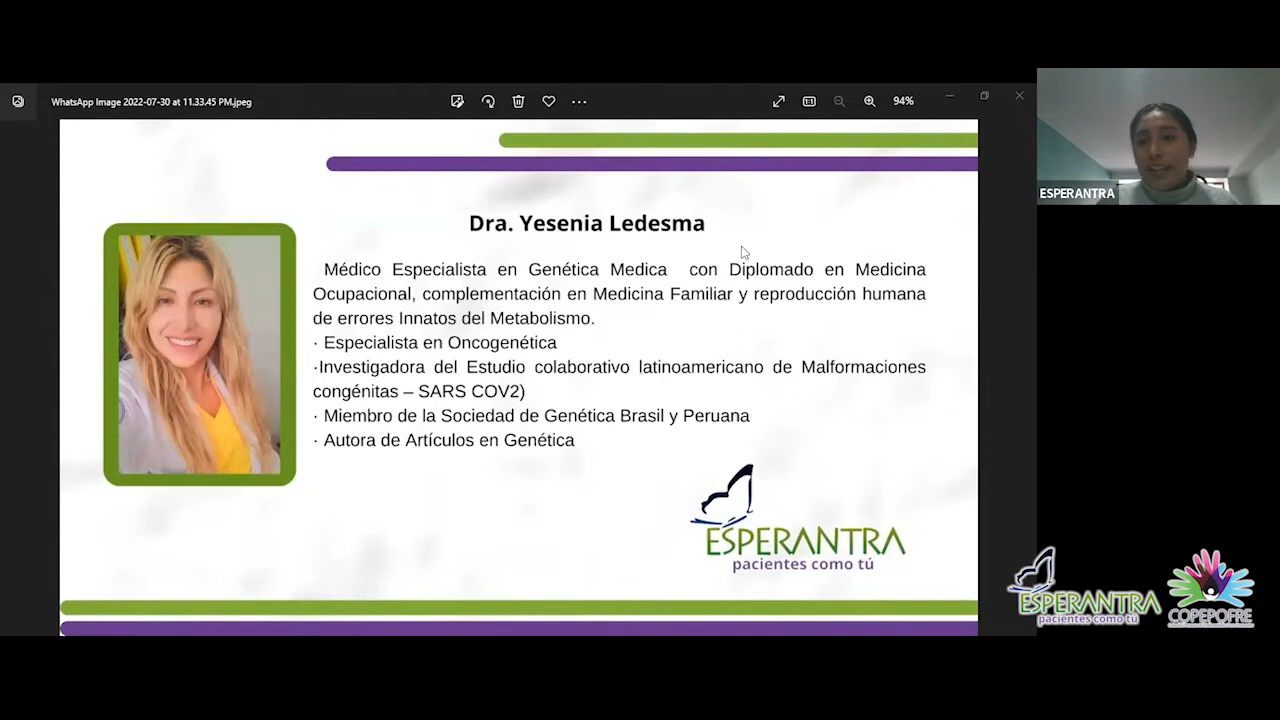 WhatsApp Image 2022-07-30 at 11.33.45 PM.jpeg
94%
ESPERANTRA
Dra. Yesenia Ledesma
Médico Especialista en Genética Medica con Diplomado en Medicina
Ocupacional, complementación en Medicina Familiar y reproducción humana
de errores Innatos del Metabolismo.
· Especialista en Oncogenética
·Investigadora del Estudio colaborativo latinoamericano de Malformaciones
congénitas – SARS COV2)
· Miembro de la Sociedad de Genética Brasil y Peruana
· Autora de Artículos en Genética
ESPERANTRA
pacientes como tú
ESPERANTRA
pacientes como tú
COPEPOFRE